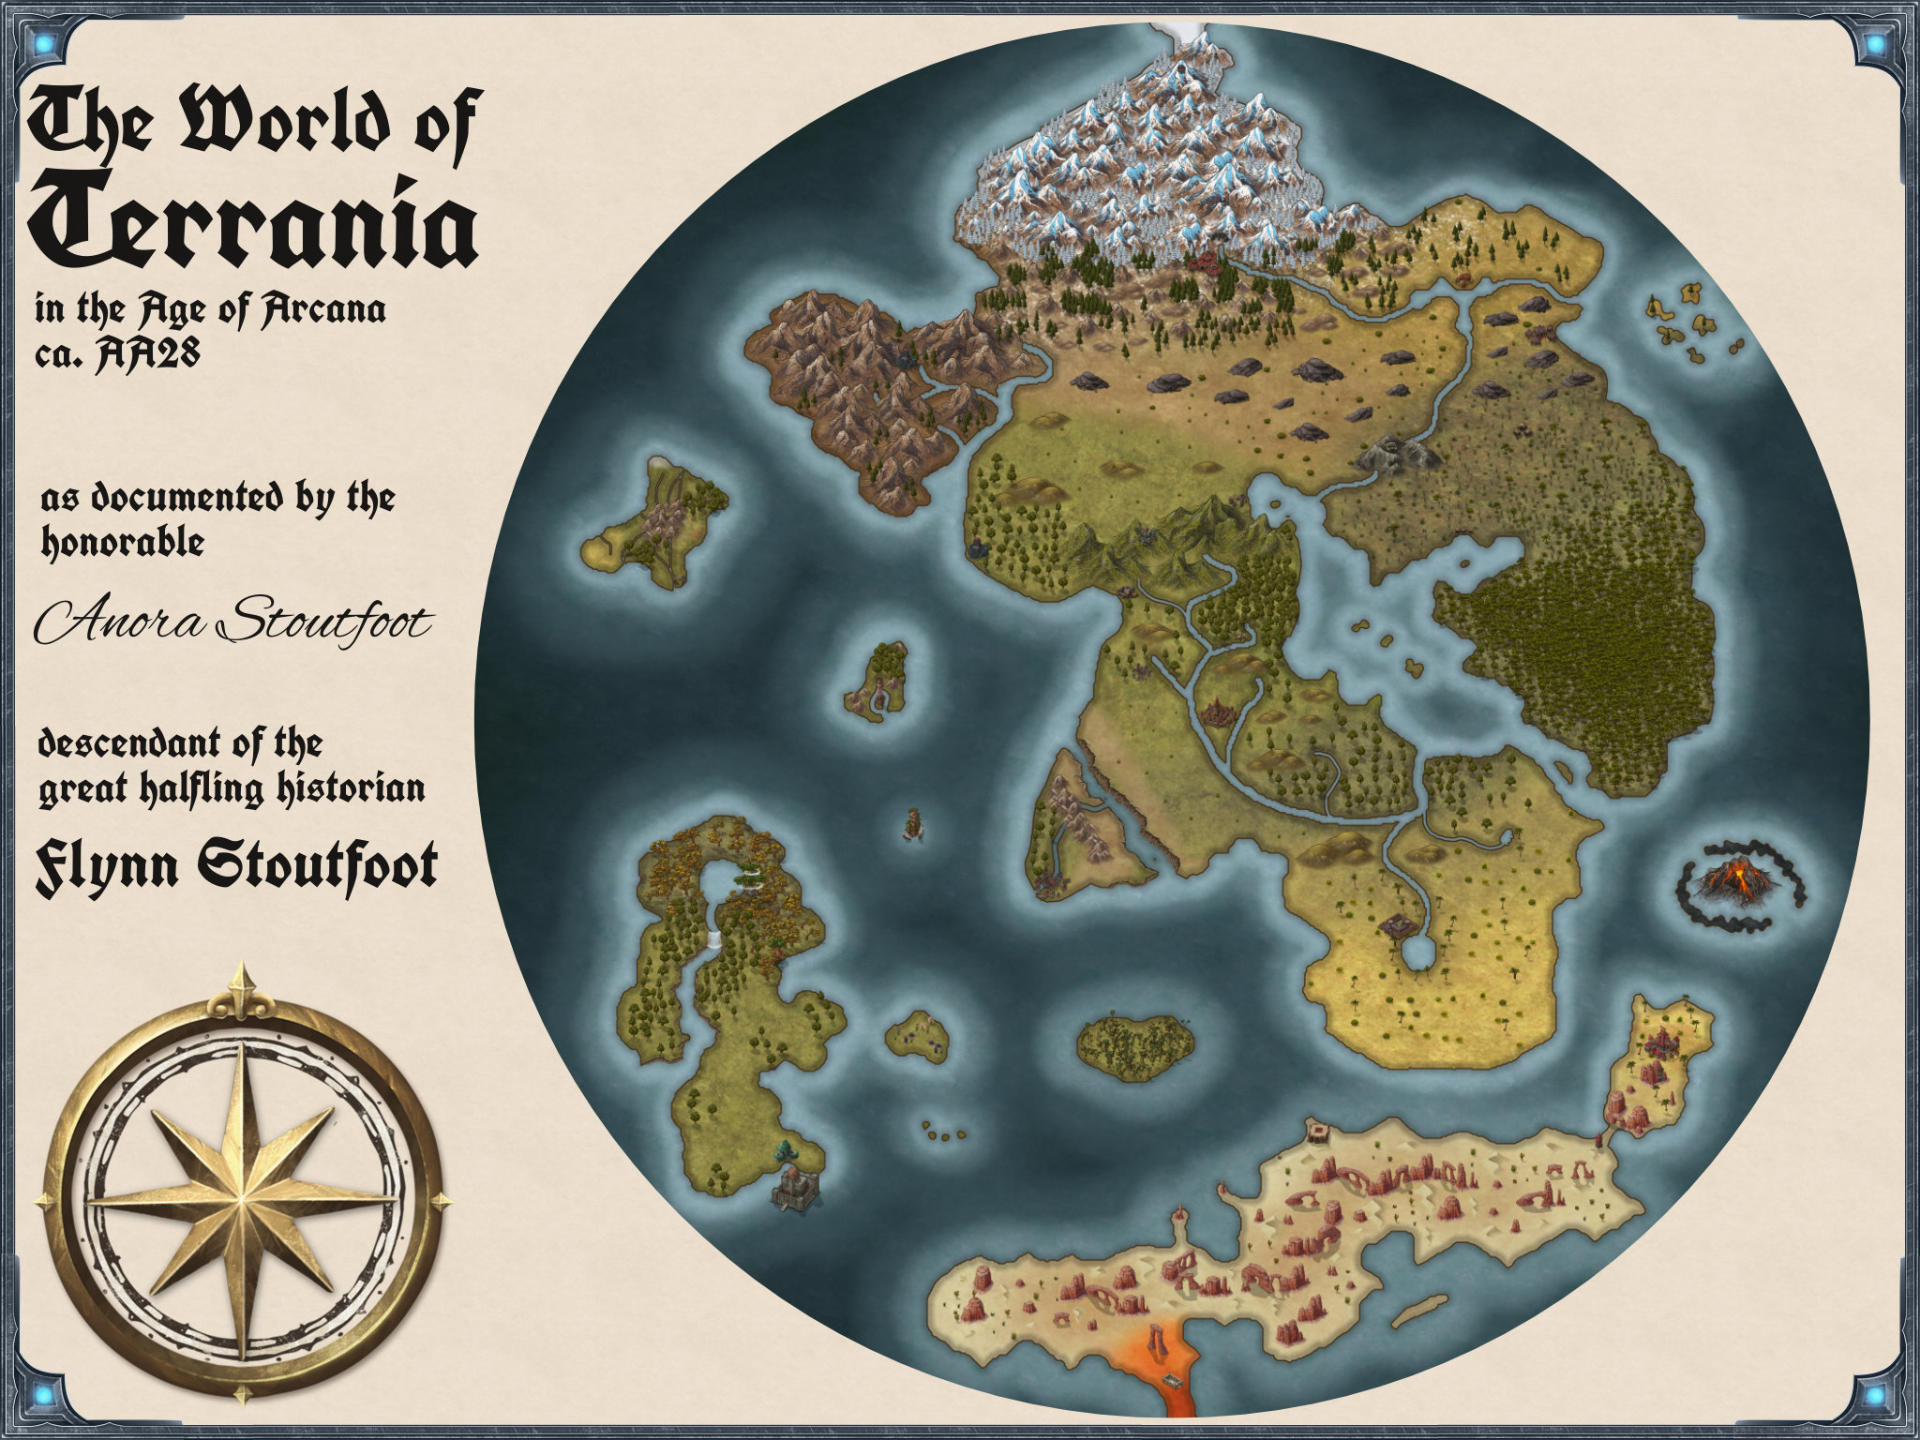 The World of
Terrania
in the Age of Arcana
ca. AA28
as documented by the
honorable
Anora Stoutfoot
descendant of the
great halfling historian
Flynn Stoutfoot